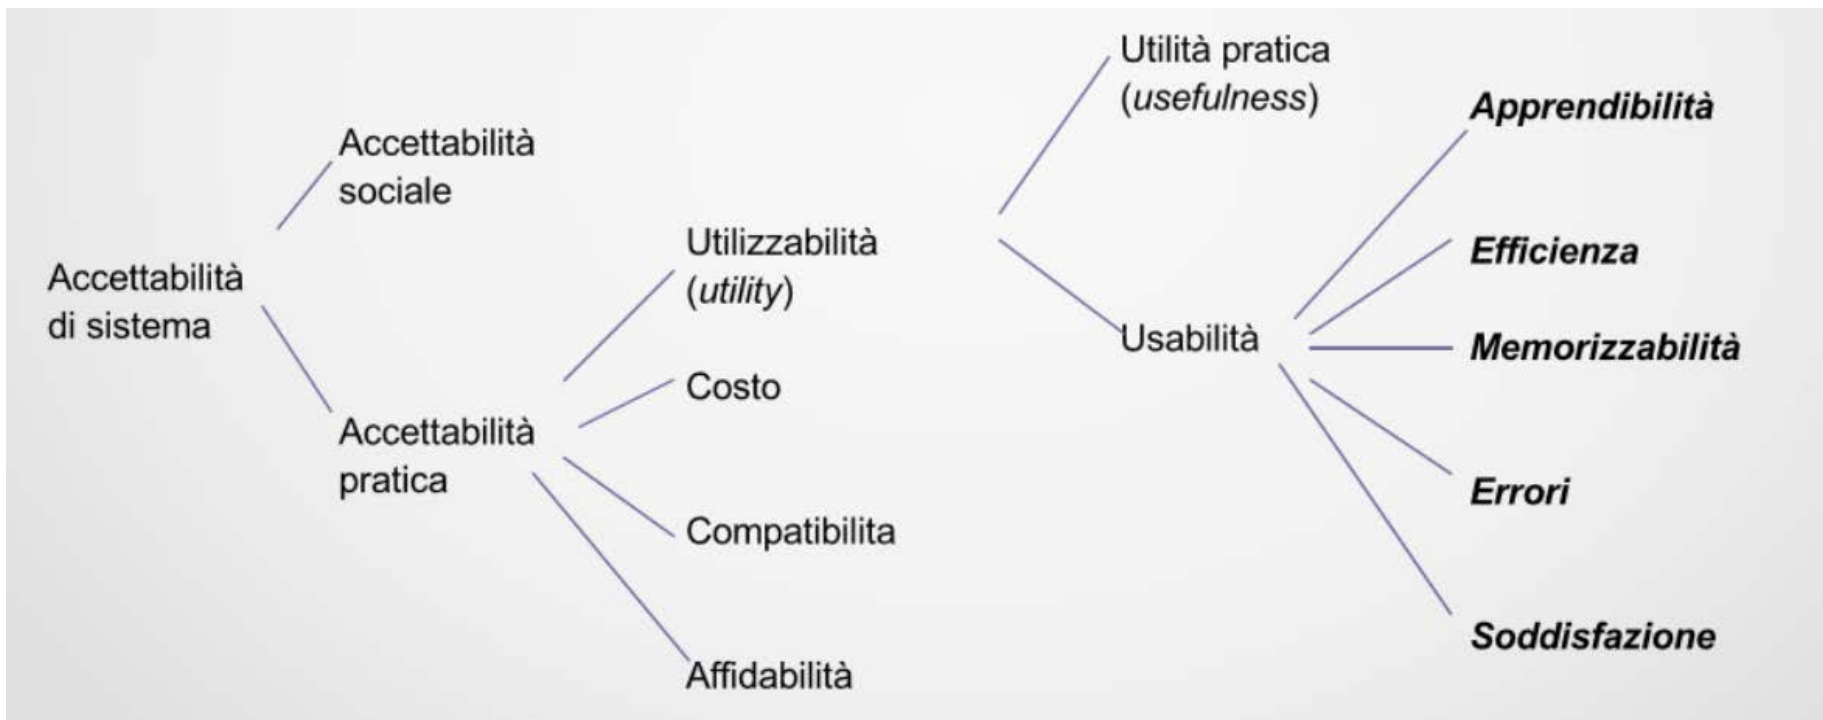 Accettabilità
di sistema
Accettabilità
sociale
Accettabilità
pratica
Utilizzabilità
(utility)
Costo
Compatibilita
Affidabilità
Utilità pratica
(usefulness)
Usabilità
Apprendibilità
Efficienza
Memorizzabilità
Errori
Soddisfazione